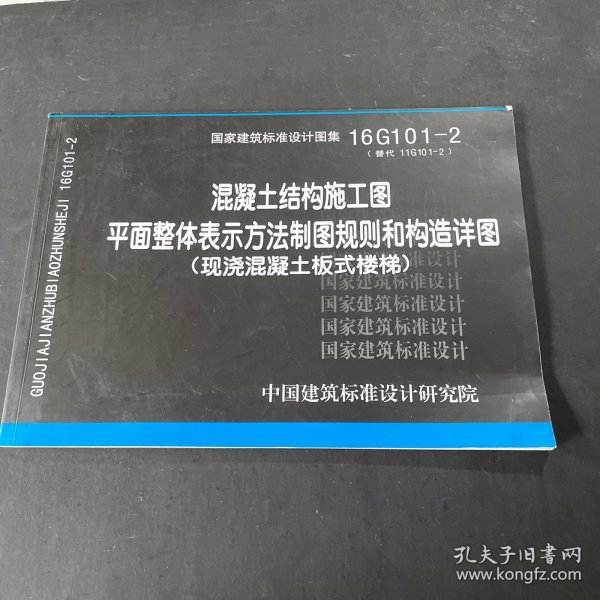 国家建筑标准设计图集 16G101-2
(替代 11G101-2)
混凝土结构施工图
平面整体表示方法制图规则和构造详图
(现浇混凝土板式楼梯)
准设计
国家建筑标准设计
国家建筑标准设计
国家建筑标准设计
国家建筑标准设计
中国建筑标准设计研究院
GUOJIAJIANZHUBIAOZHUNSHEJI 16G101-2
孔夫子旧书网
www.kongfz.com